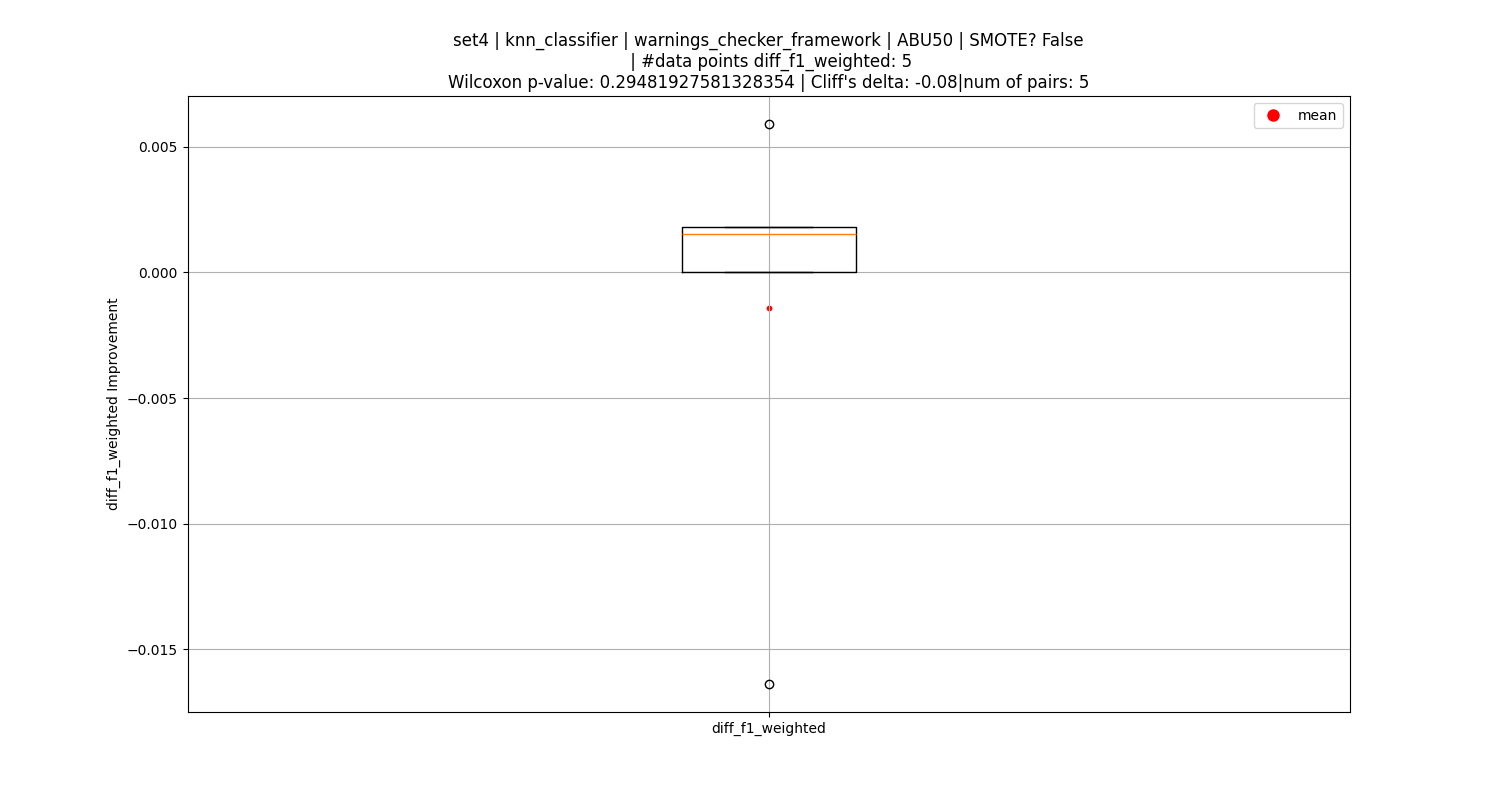 set4 | knn_classifier | warnings_checker_framework | ABU50 | SMOTE? False
| #data points diff_f1_weighted: 5
Wilcoxon p-value: 0.29481927581328354 | Cliff's delta: -0.08|num of pairs: 5
mean
0.005
0.000
−0.005
−0.010
−0.015
diff_f1_weighted Improvement
diff_f1_weighted